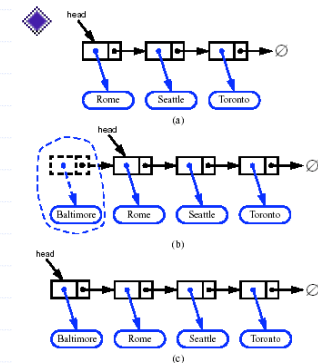 head
∅
Rome Seattle Toronto
(a)
head
∅
Baltimore Rome Seattle Toronto
(b)
head
∅
Baltimore Rome Seattle Toronto
(c)